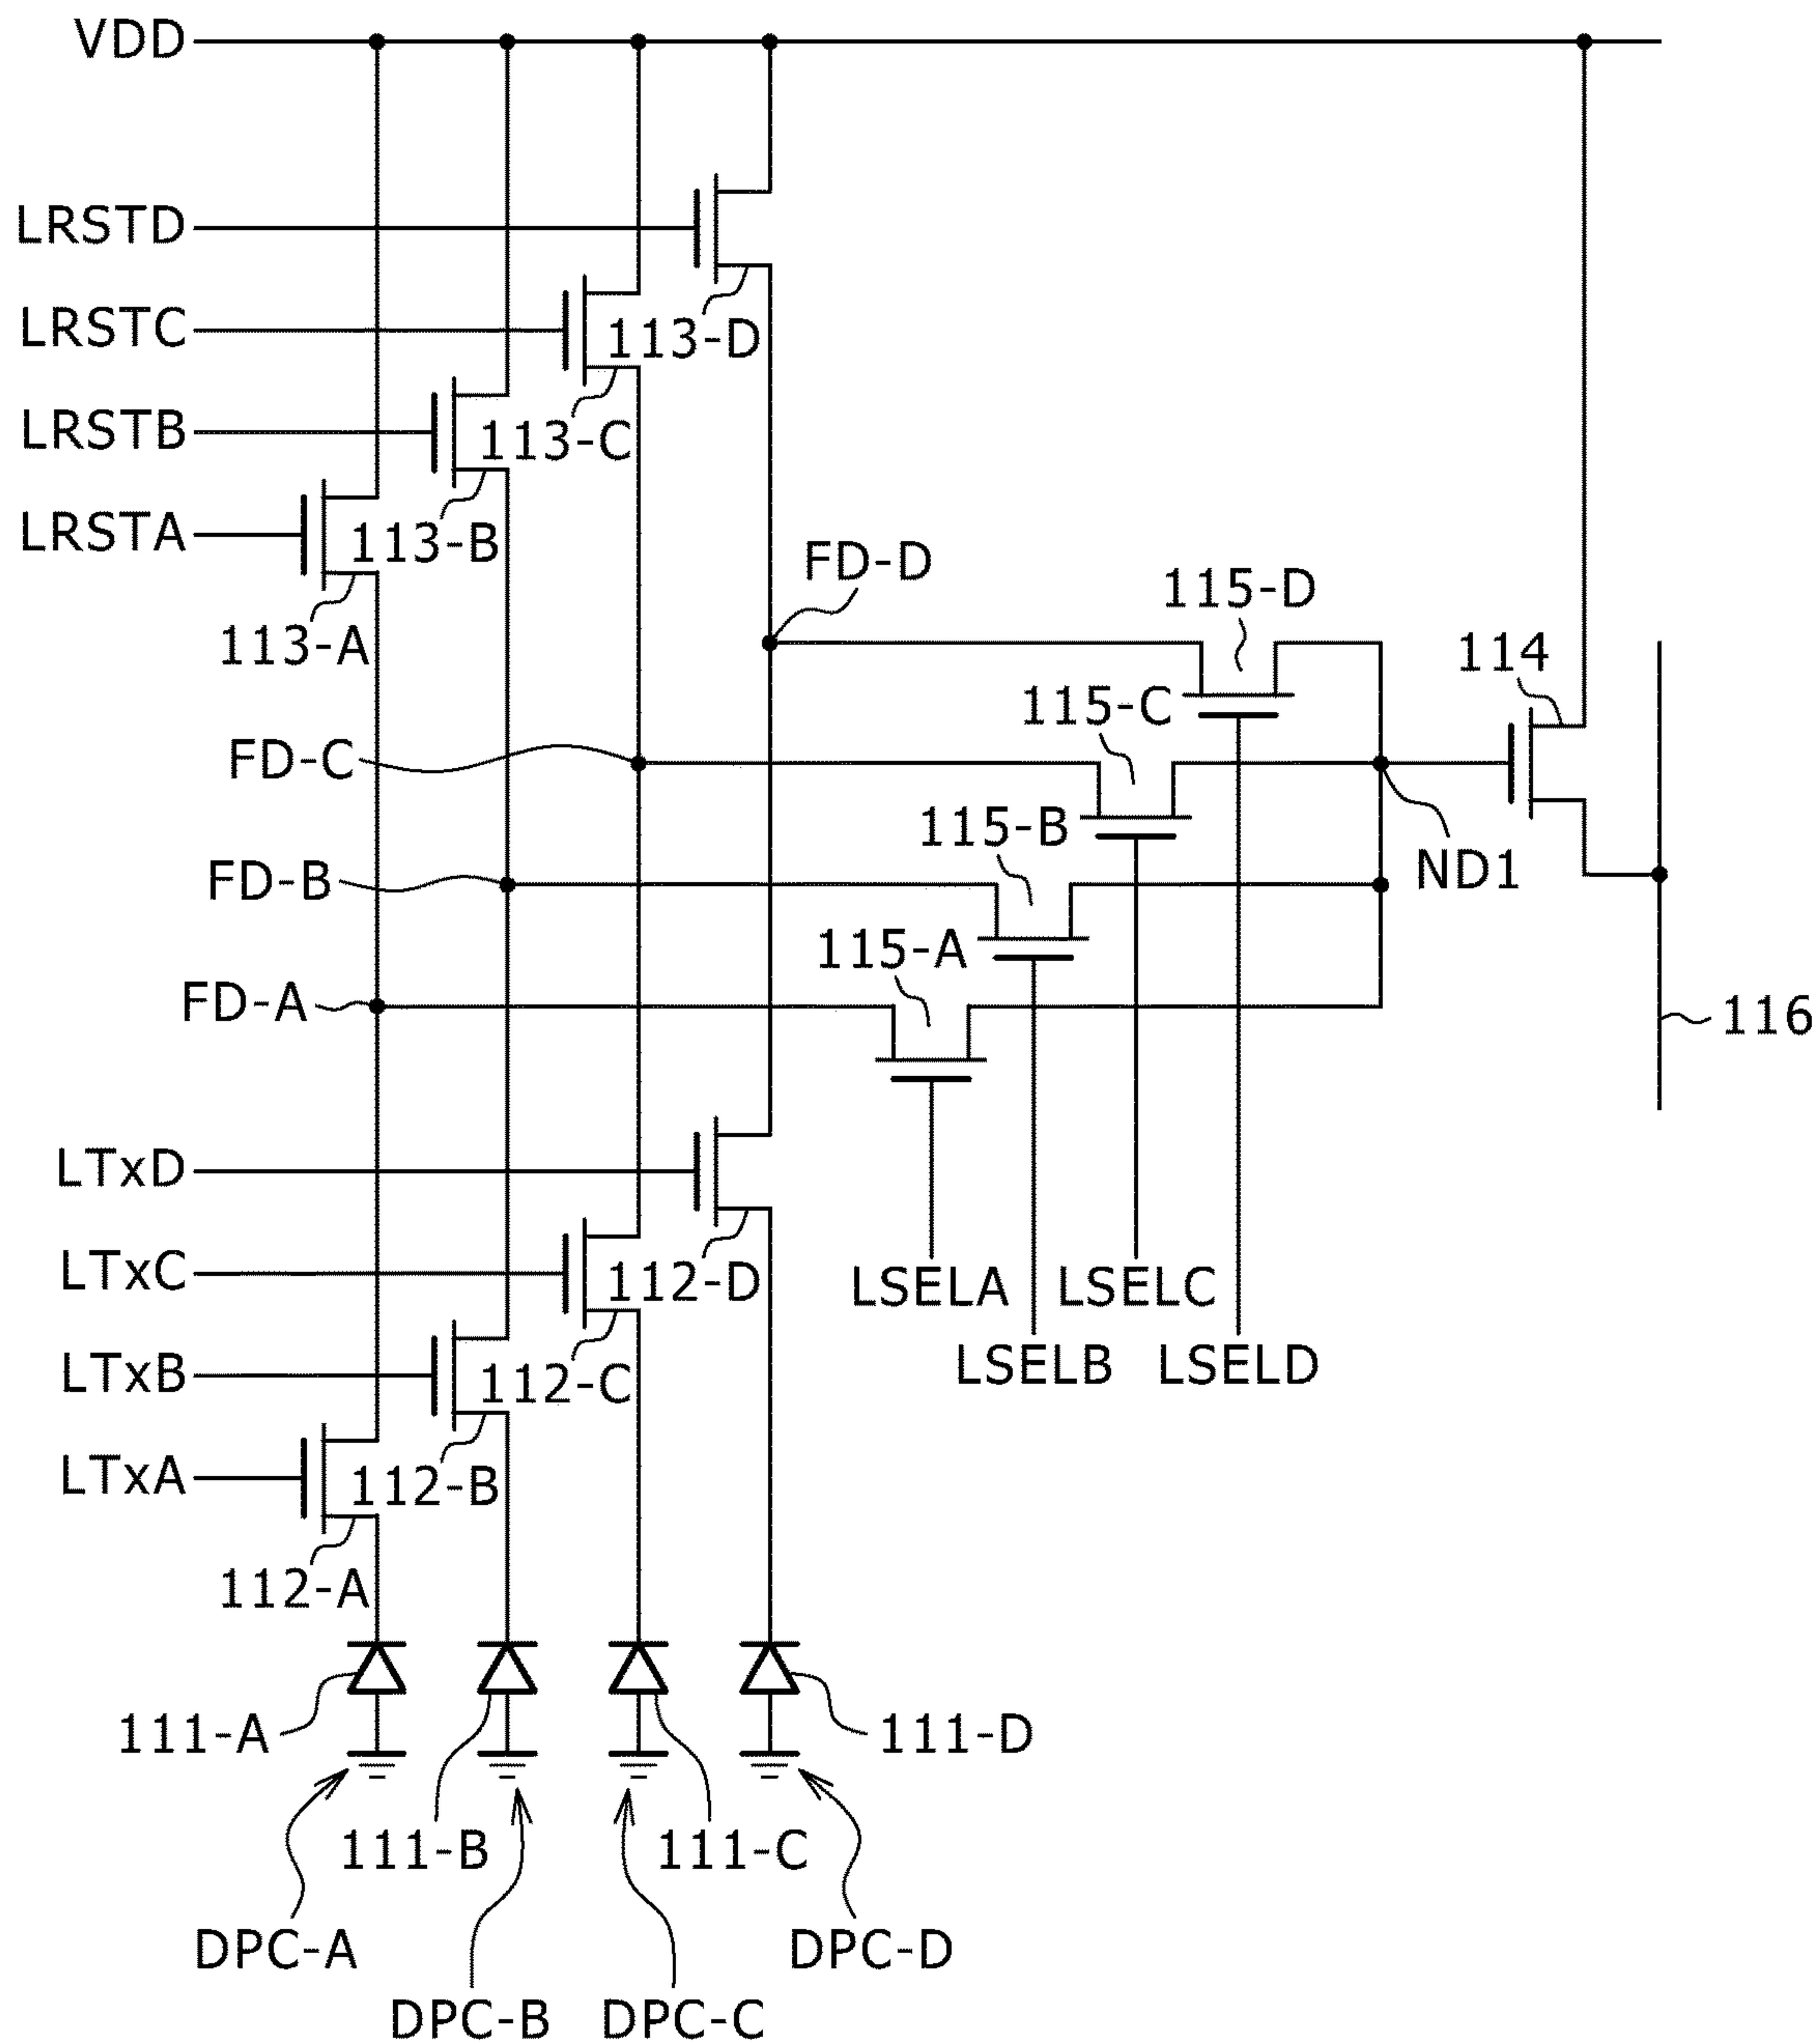 VDD
LRSTD
LRSTC
113-D
LRSTB
113-C
LRSTA
113-B
FD-D
115-D
113-A
114
115-C
FD-C
115-B
ND1
FD-B
115-A
FD-A
116
LTxD
LTxC
112-D
LSELA
LSELC
LTxB
112-C
LSELB
LSELD
LTxA
112-B
112-A
111-A
111-D
111-B
111-C
DPC-A
DPC-D
DPC-B
DPC-C